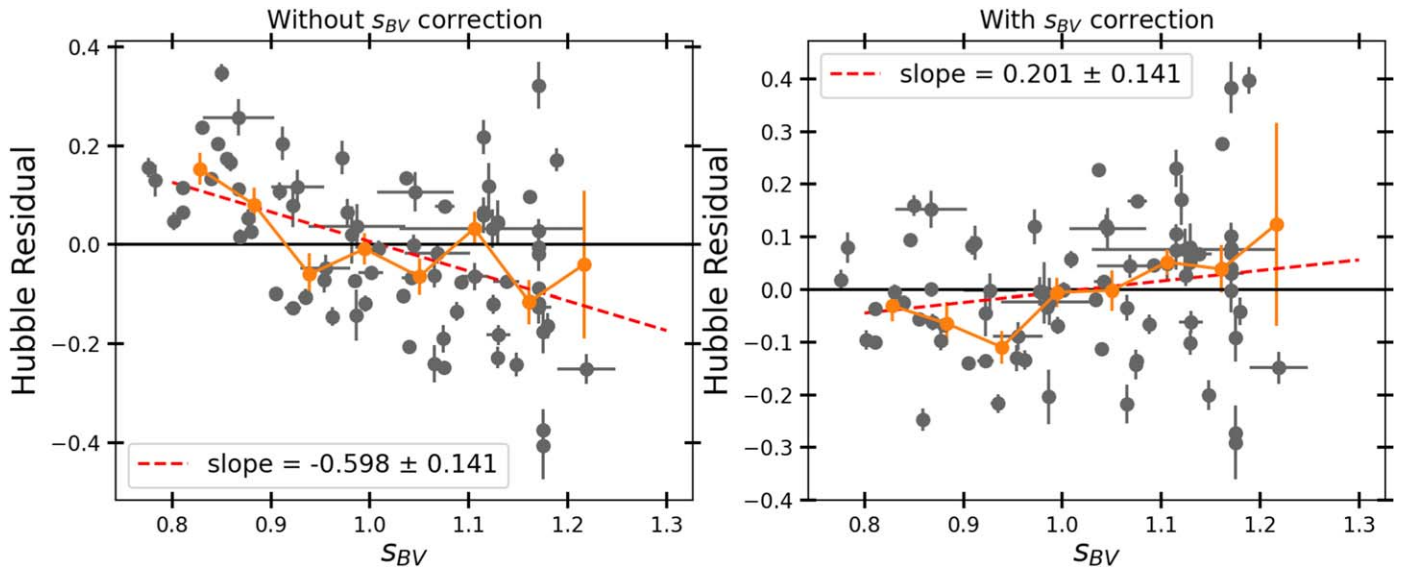 Without s_BV correction
Hubble Residual
0.4
0.2
0.0
−0.2
−0.4
slope = -0.598 ± 0.141
0.8 0.9 1.0 1.1 1.2 1.3
s_BV
With s_BV correction
Hubble Residual
0.4
0.3
0.2
0.1
0.0
−0.1
−0.2
−0.3
−0.4
slope = 0.201 ± 0.141
0.8 0.9 1.0 1.1 1.2 1.3
s_BV